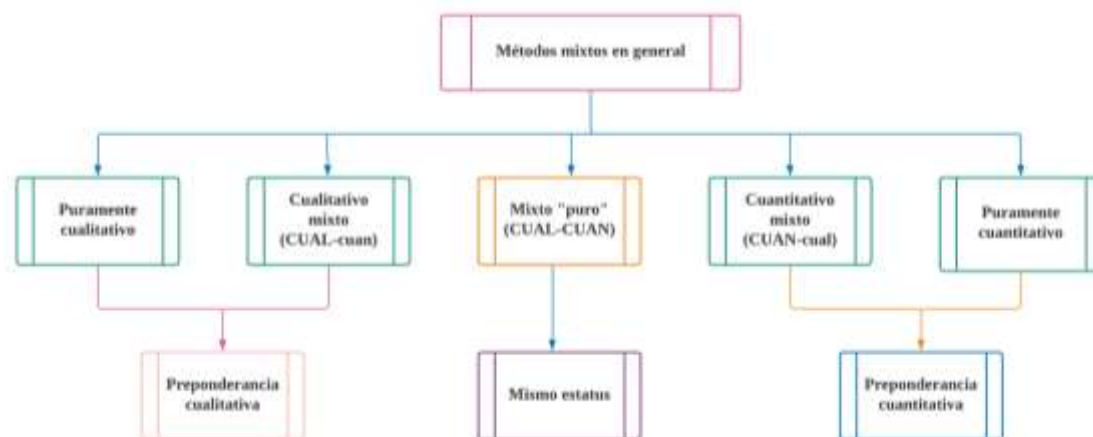 Métodos mixtos en general
Puramente
cualitativo
Cualitativo
mixto
(CUAL-cuan)
Mixto "puro"
(CUAL-CUAN)
Cuantitativo
mixto
(CUAN-cual)
Puramente
cuantitativo
Preponderancia
cualitativa
Mismo estatus
Preponderancia
cuantitativa